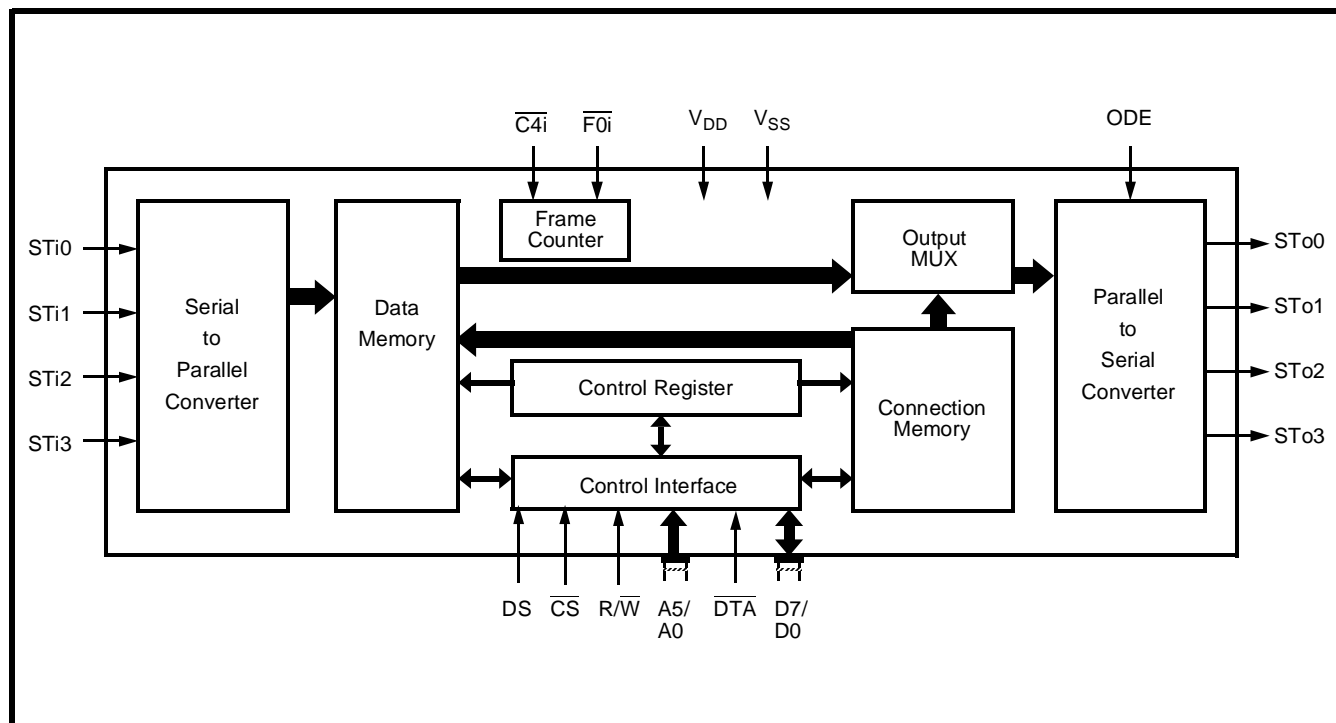 C4i
F0i
VDD
VSS
ODE
STi0
STi1
STi2
STi3
Serial
to
Parallel
Converter
Data
Memory
Frame
Counter
Output
MUX
Control Register
Connection
Memory
Control Interface
Parallel
to
Serial
Converter
STo0
STo1
STo2
STo3
DS
CS
R/W
A5/
A0
DTA
D7/
D0